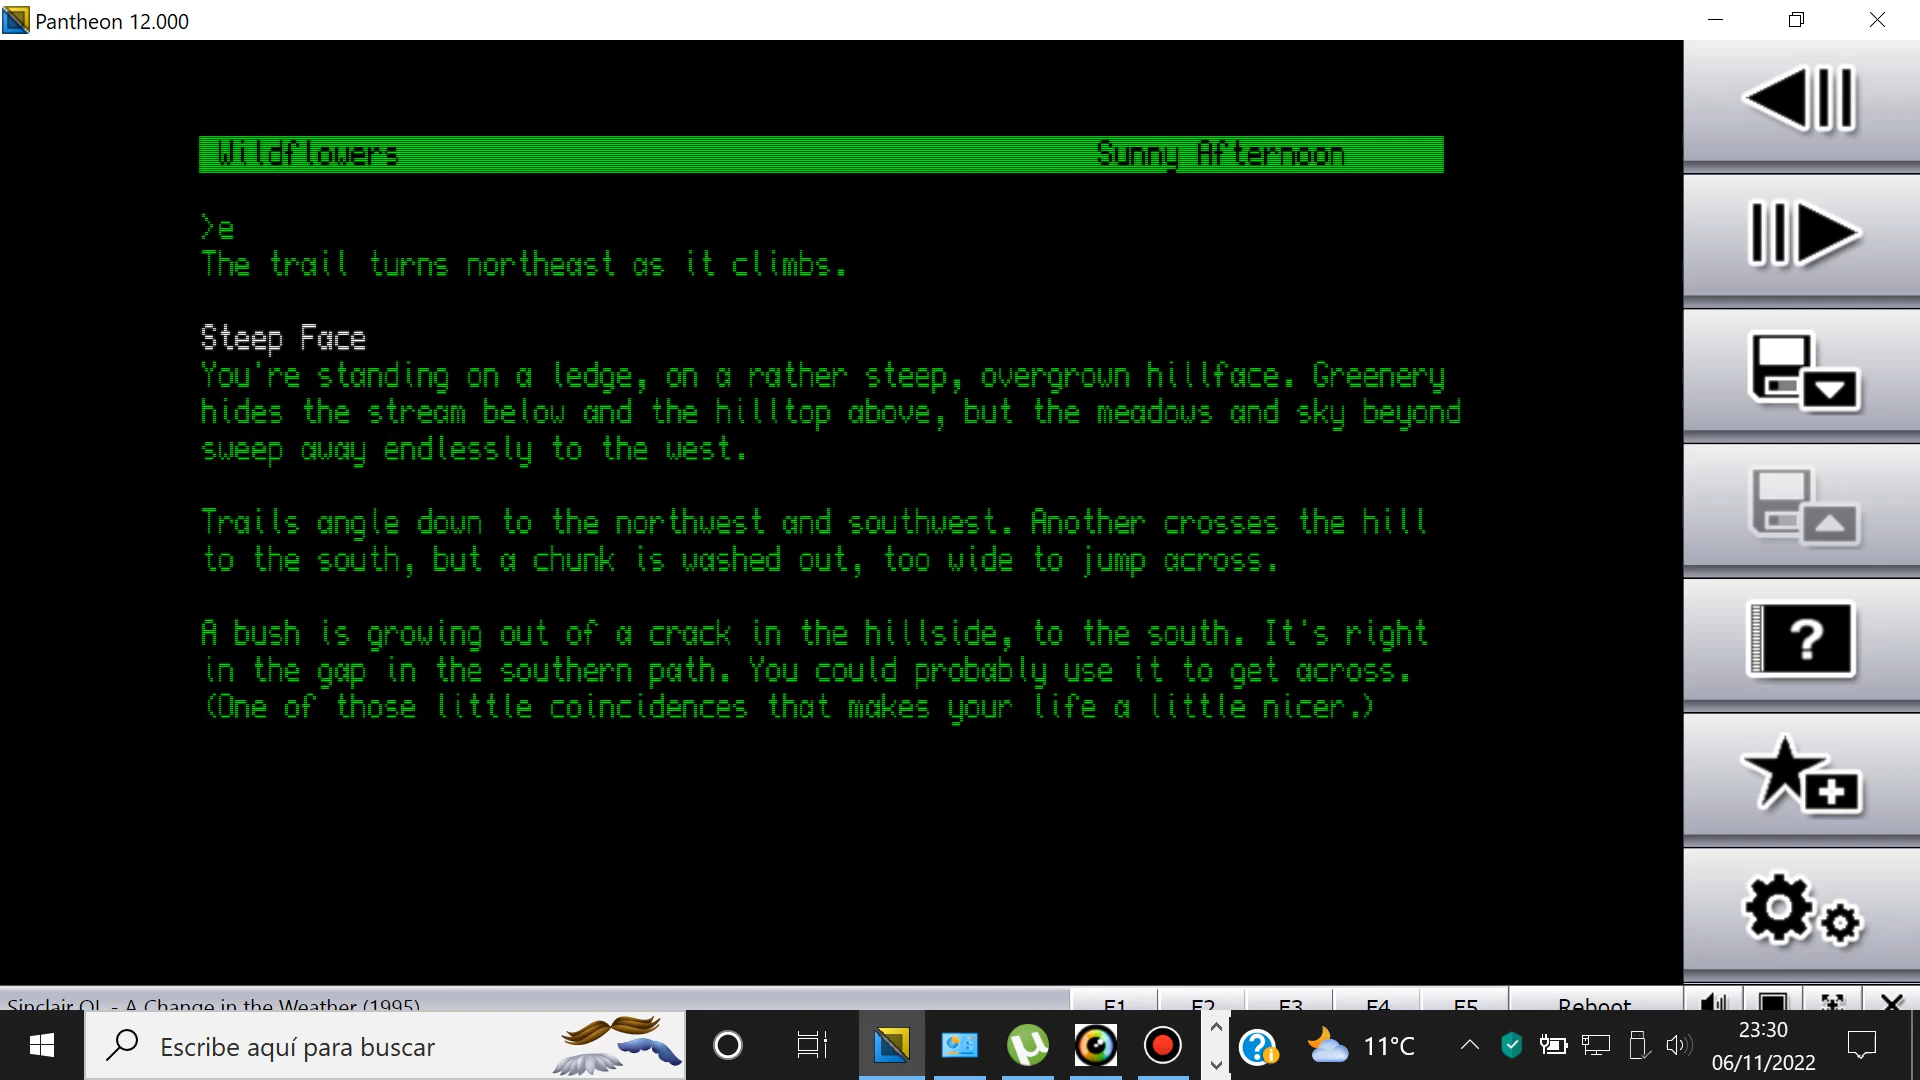 Pantheon 12.000
Wildflowers Sunny Afternoon
>e
The trail turns northeast as it climbs.
Steep Face
You're standing on a ledge, on a rather steep, overgrown hillface. Greenery
hides the stream below and the hilltop above, but the meadows and sky beyond
sweep away endlessly to the west.
Trails angle down to the northwest and southwest. Another crosses the hill
to the south, but a chunk is washed out, too wide to jump across.
A bush is growing out of a crack in the hillside, to the south. It's right
in the gap in the southern path. You could probably use it to get across.
(One of those little coincidences that makes your life a little nicer.)
Sinclair QL - A Change in the Weather (1995) F1 F2 F3 F4 F5 Reboot
Escribe aquí para buscar 11°C 23:30
06/11/2022